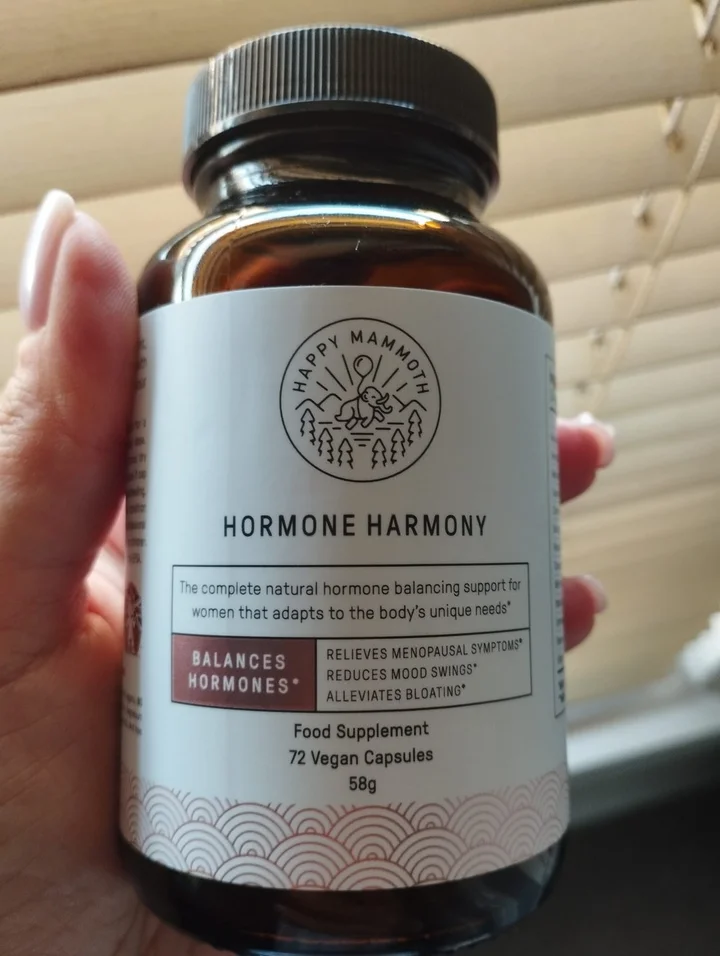 HAPPY MAMMOTH
HORMONE HARMONY
The complete natural hormone balancing support for
women that adapts to the body's unique needs*
BALANCES
HORMONES*
RELIEVES MENOPAUSAL SYMPTOMS*
REDUCES MOOD SWINGS*
ALLEVIATES BLOATING*
Food Supplement
72 Vegan Capsules
58g